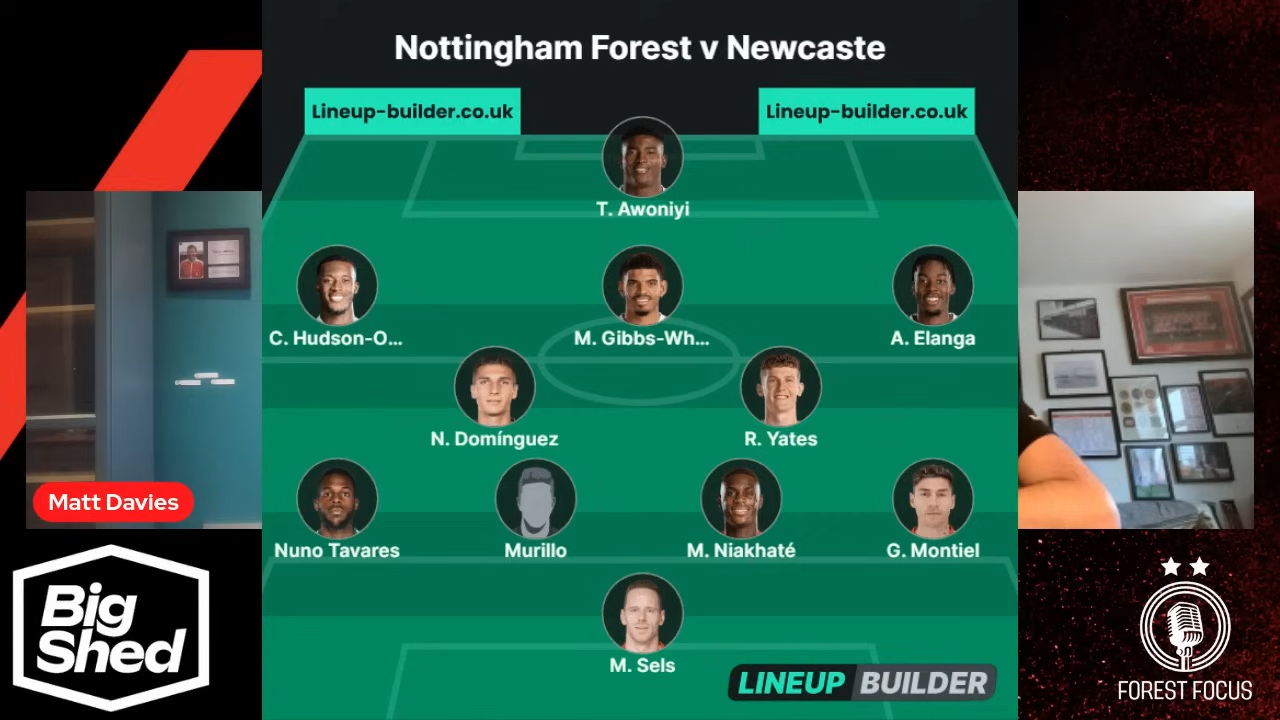 Nottingham Forest v Newcaste
Lineup-builder.co.uk
Lineup-builder.co.uk
T. Awoniyi
C. Hudson-O...
M. Gibbs-Wh...
A. Elanga
N. Domínguez
R. Yates
Matt Davies
Nuno Tavares
Murillo
M. Niakhaté
G. Montiel
Big
Shed
M. Sels
LINEUP BUILDER
FOREST FOCUS